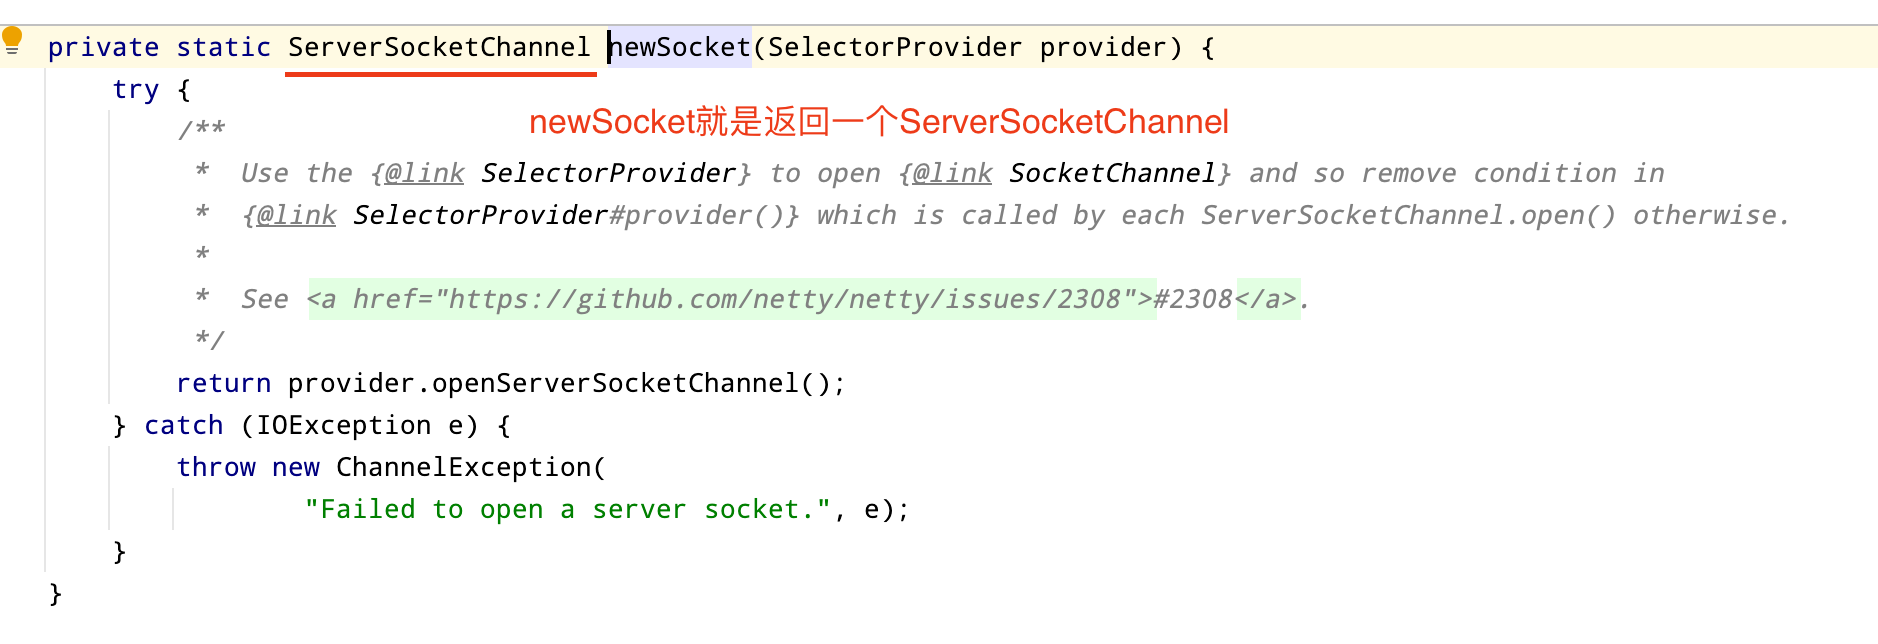 private static ServerSocketChannel newSocket(SelectorProvider provider) {
try {
newSocket就是返回一个ServerSocketChannel
/**
* Use the {@link SelectorProvider} to open {@link SocketChannel} and so remove condition in
* {@link SelectorProvider#provider()} which is called by each ServerSocketChannel.open() otherwise.
*
* See <a href="https://github.com/netty/netty/issues/2308">#2308</a>.
*/
return provider.openServerSocketChannel();
} catch (IOException e) {
throw new ChannelException(
"Failed to open a server socket.", e);
}
}